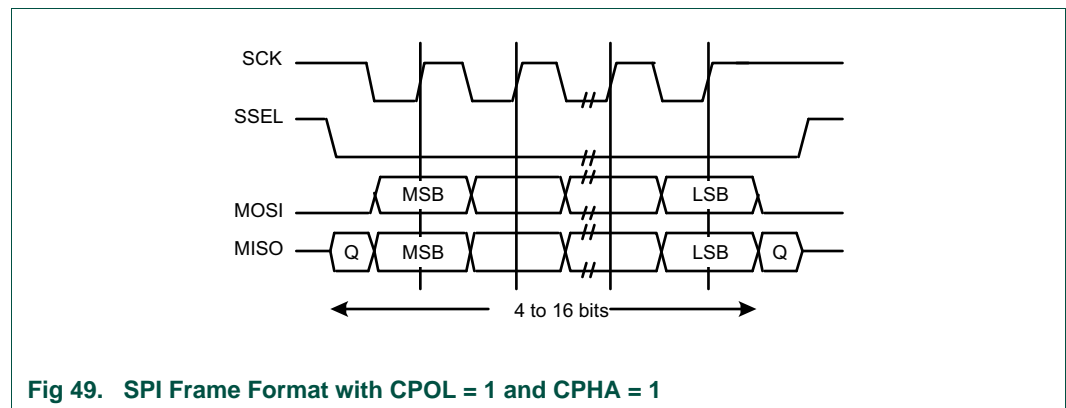 SCK
SSEL
MOSI MSB LSB
MISO Q MSB LSB Q
4 to 16 bits
Fig 49. SPI Frame Format with CPOL = 1 and CPHA = 1